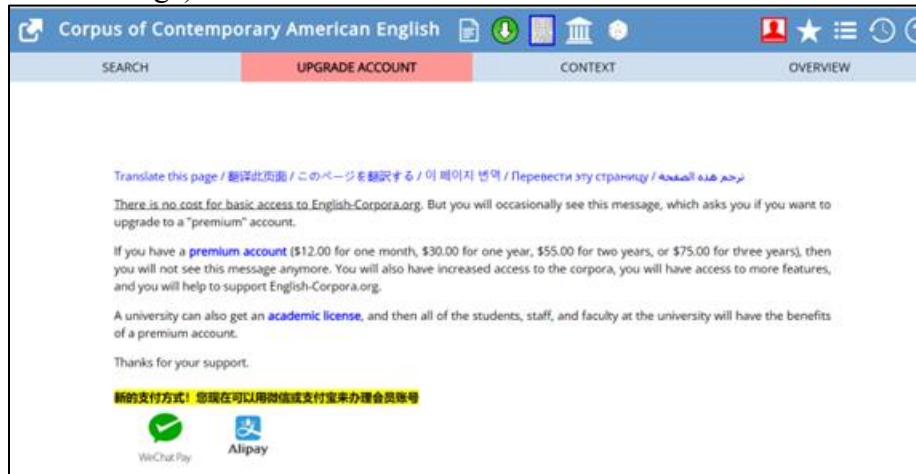 Corpus of Contemporary American English
SEARCH UPGRADE ACCOUNT CONTEXT OVERVIEW
Translate this page / 翻译此页面 / このページを翻訳する / 이 페이지 번역 / Перевести эту страницу / ترجم هذه الصفحة
There is no cost for basic access to English-Corpora.org. But you will occasionally see this message, which asks you if you want to
upgrade to a "premium" account.
If you have a premium account ($12.00 for one month, $30.00 for one year, $55.00 for two years, or $75.00 for three years), then
you will not see this message anymore. You will also have increased access to the corpora, you will have access to more features,
and you will help to support English-Corpora.org.
A university can also get an academic license, and then all of the students, staff, and faculty at the university will have the benefits
of a premium account.
Thanks for your support.
新的支付方式！您现在可以用微信或支付宝来办理会员账号
WeChat Pay
Alipay